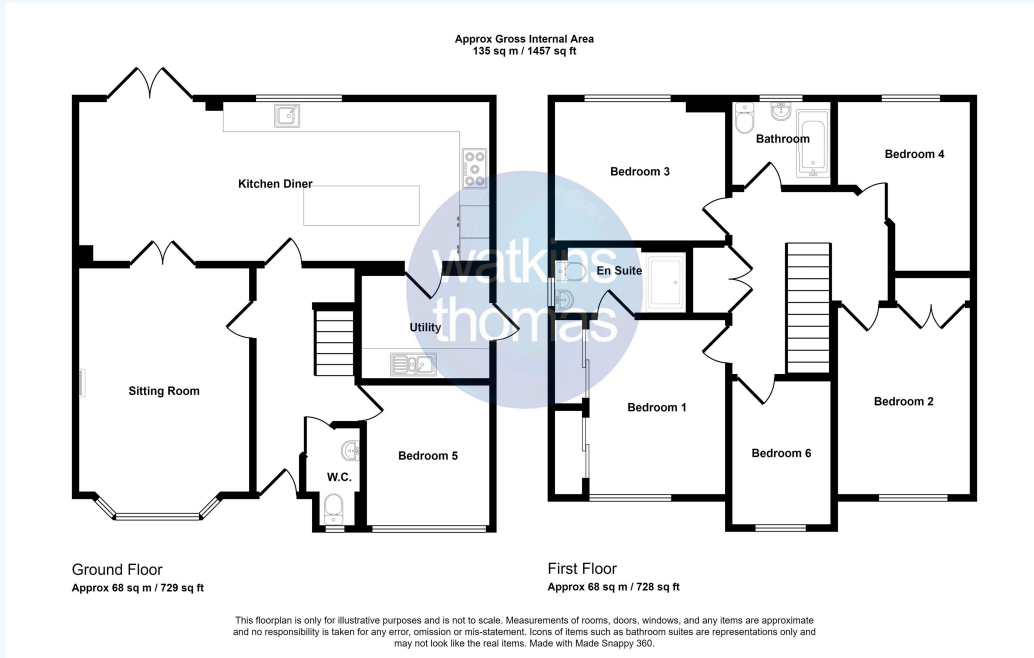 Approx Gross Internal Area
135 sq m / 1457 sq ft
Kitchen Diner
Utility
Sitting Room
Bedroom 5
W.C.
Bedroom 3
Bathroom
Bedroom 4
En Suite
Bedroom 1
Bedroom 2
Bedroom 6
watkins
thomas
Ground Floor
Approx 68 sq m / 729 sq ft
First Floor
Approx 68 sq m / 728 sq ft
This floorplan is only for illustrative purposes and is not to scale. Measurements of rooms, doors, windows, and any items are approximate
and no responsibility is taken for any error, omission or mis-statement. Icons of items such as bathroom suites are representations only and
may not look like the real items. Made with Made Snappy 360.